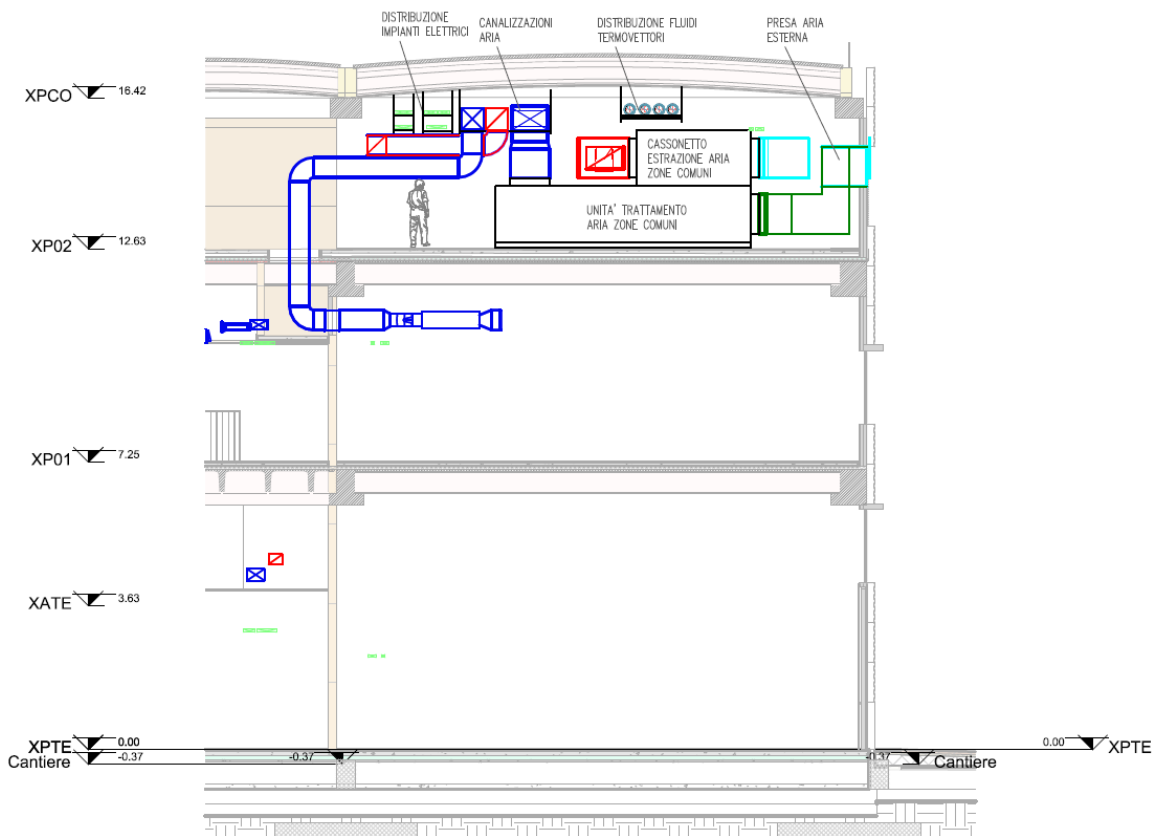 DISTRIBUZIONE
IMPIANTI ELETTRICI
CANALIZZAZIONI
ARIA
DISTRIBUZIONE FLUIDI
TERMOVETTORI
PRESA ARIA
ESTERNA
XPCO 16.42
CASSONETTO
ESTRAZIONE ARIA
ZONE COMUNI
UNITA' TRATTAMENTO
ARIA ZONE COMUNI
XP02 12.63
XP01 7.25
XATE 3.63
XPTE 0.00
0.00 XPTE
Cantiere -0.37
-0.37
-0.37 Cantiere